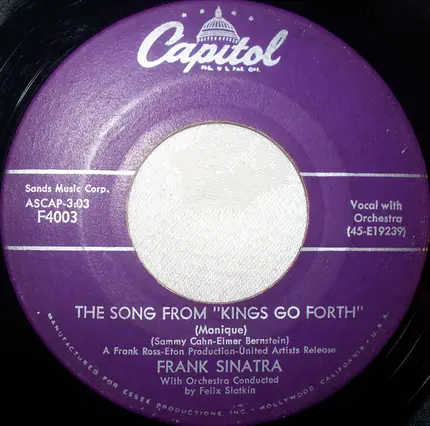 Capitol
REG. U.S. PAT. OFF.
Sands Music Corp.
ASCAP-3:03
F4003
Vocal with
Orchestra
(45-E19239)
THE SONG FROM "KINGS GO FORTH"
(Monique)
(Sammy Cahn-Elmer Bernstein)
A Frank Ross-Eton Production-United Artists Release
FRANK SINATRA
With Orchestra Conducted
by Felix Slatkin
MANUFACTURED FOR ESSEX PRODUCTIONS, INC. • HOLLYWOOD, CALIFORNIA, U.S.A.